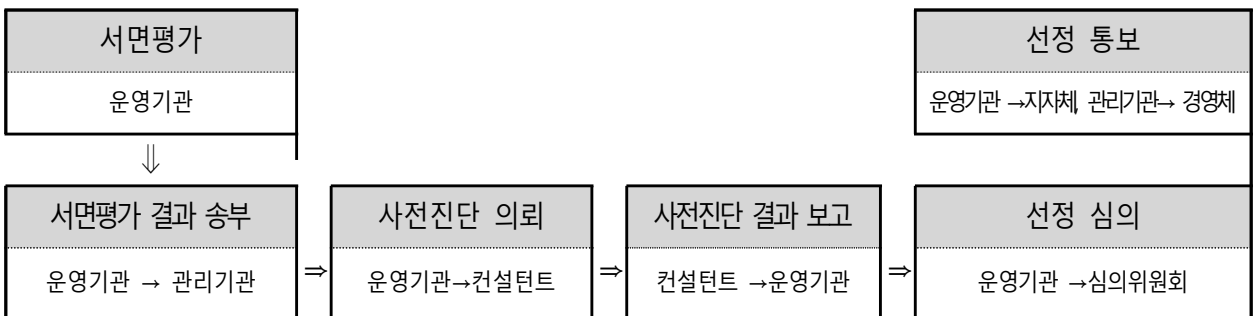 서면평가
운영기관
선정 통보
운영기관 →지자체, 관리기관→ 경영체
⇓
서면평가 결과 송부
운영기관 → 관리기관
⇒
사전진단 의뢰
운영기관→컨설턴트
⇒
사전진단 결과 보고
컨설턴트 →운영기관
⇒
선정 심의
운영기관 →심의위원회